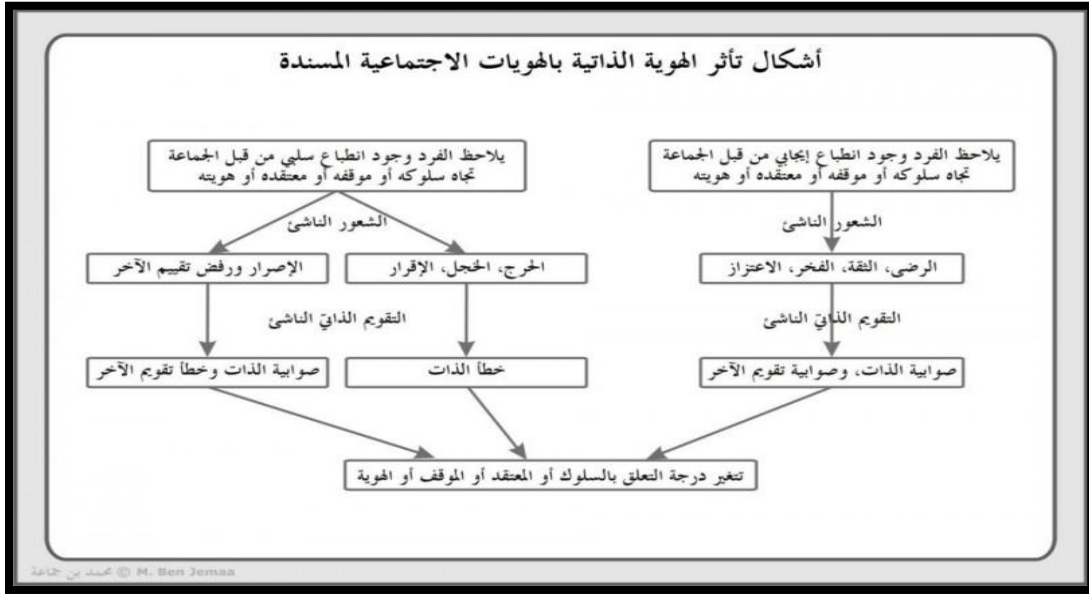 أشكال تأثر الهوية الذاتية بالهويات الاجتماعية المسندة
يلاحظ الفرد وجود انطباع إيجابي من قبل الجماعة
تجاه سلوكه أو موقفه أو معتقده أو هويته
يلاحظ الفرد وجود انطباع سلبي من قبل الجماعة
تجاه سلوكه أو موقفه أو معتقده أو هويته
الشعور الناشئ
الشعور الناشئ
الرضى، الثقة، الفخر، الاعتزاز
الحرج، الخجل، الإقرار
الإصرار ورفض تقييم الآخر
التقويم الذاتي الناشئ
التقويم الذاتي الناشئ
صوابية الذات، وصوابية تقويم الآخر
خطأ الذات
صوابية الذات وخطأ تقويم الآخر
تتغير درجة التعلق بالسلوك أو المعتقد أو الموقف أو الهوية
محمد بن جماعة © M. Ben Jemaa